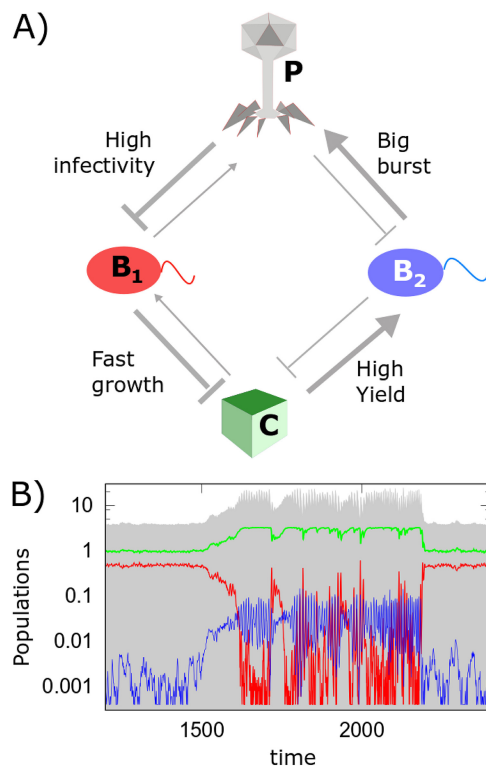 A)
P
High
infectivity
Big
burst
B1
B2
Fast
growth
High
Yield
C
B)
Populations
10
1
0.1
0.01
0.001
1500
2000
time